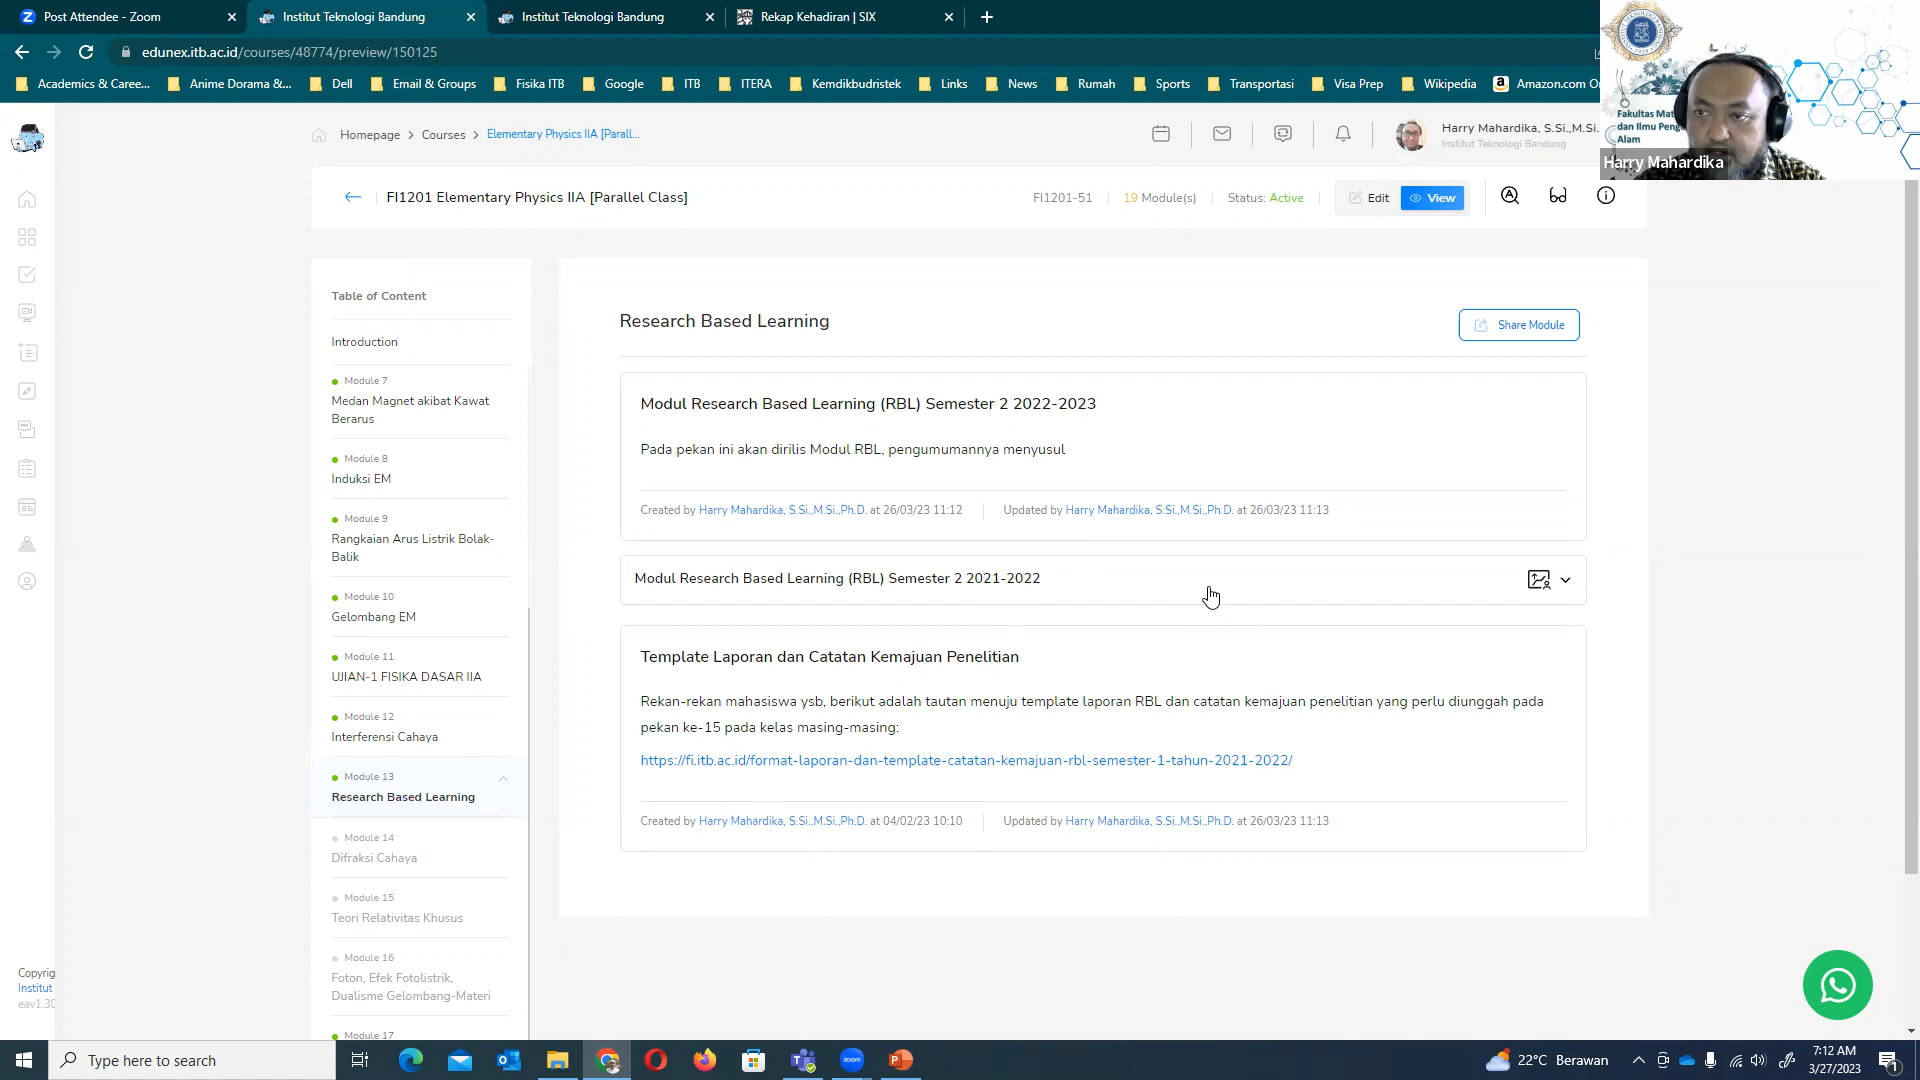 Post Attendee - Zoom
Institut Teknologi Bandung
Institut Teknologi Bandung
Rekap Kehadiran | SIX
edunex.itb.ac.id/courses/48774/preview/150125
Academics & Caree...
Anime Dorama &...
Dell
Email & Groups
Fisika ITB
Google
ITB
ITERA
Kemdikbudristek
Links
News
Rumah
Sports
Transportasi
Visa Prep
Wikipedia
Amazon.com
Fakultas
dan Ilmu
Alam
Harry Mahardika
Homepage > Courses > Elementary Physics IIA [Parall...
Harry Mahardika, S.Si.,M.Si.
Institut Teknologi Bandung
FI1201 Elementary Physics IIA [Parallel Class]
FI1201-51
19 Module(s)
Status: Active
Edit
View
Table of Content
Introduction
Module 7
Medan Magnet akibat Kawat
Berarus
Module 8
Induksi EM
Module 9
Rangkaian Arus Listrik Bolak-
Balik
Module 10
Gelombang EM
Module 11
UJIAN-1 FISIKA DASAR IIA
Module 12
Interferensi Cahaya
Module 13
Research Based Learning
Module 14
Difraksi Cahaya
Module 15
Teori Relativitas Khusus
Module 16
Foton, Efek Fotolistrik,
Dualisme Gelombang-Materi
Module 17
Research Based Learning
Share Module
Modul Research Based Learning (RBL) Semester 2 2022-2023
Pada pekan ini akan dirilis Modul RBL, pengumumannya menyusul
Created by Harry Mahardika, S.Si.,M.Si.,Ph.D. at 26/03/23 11:12
Updated by Harry Mahardika, S.Si.,M.Si.,Ph.D. at 26/03/23 11:13
Modul Research Based Learning (RBL) Semester 2 2021-2022
Template Laporan dan Catatan Kemajuan Penelitian
Rekan-rekan mahasiswa ysb, berikut adalah tautan menuju template laporan RBL dan catatan kemajuan penelitian yang perlu diunggah pada
pekan ke-15 pada kelas masing-masing:
https://fi.itb.ac.id/format-laporan-dan-template-catatan-kemajuan-rbl-semester-1-tahun-2021-2022/
Created by Harry Mahardika, S.Si.,M.Si.,Ph.D. at 04/02/23 10:10
Updated by Harry Mahardika, S.Si.,M.Si.,Ph.D. at 26/03/23 11:13
Copyrig
Institut
eav1.30
Type here to search
zoom
22°C Berawan
7:12 AM
3/27/2023
1